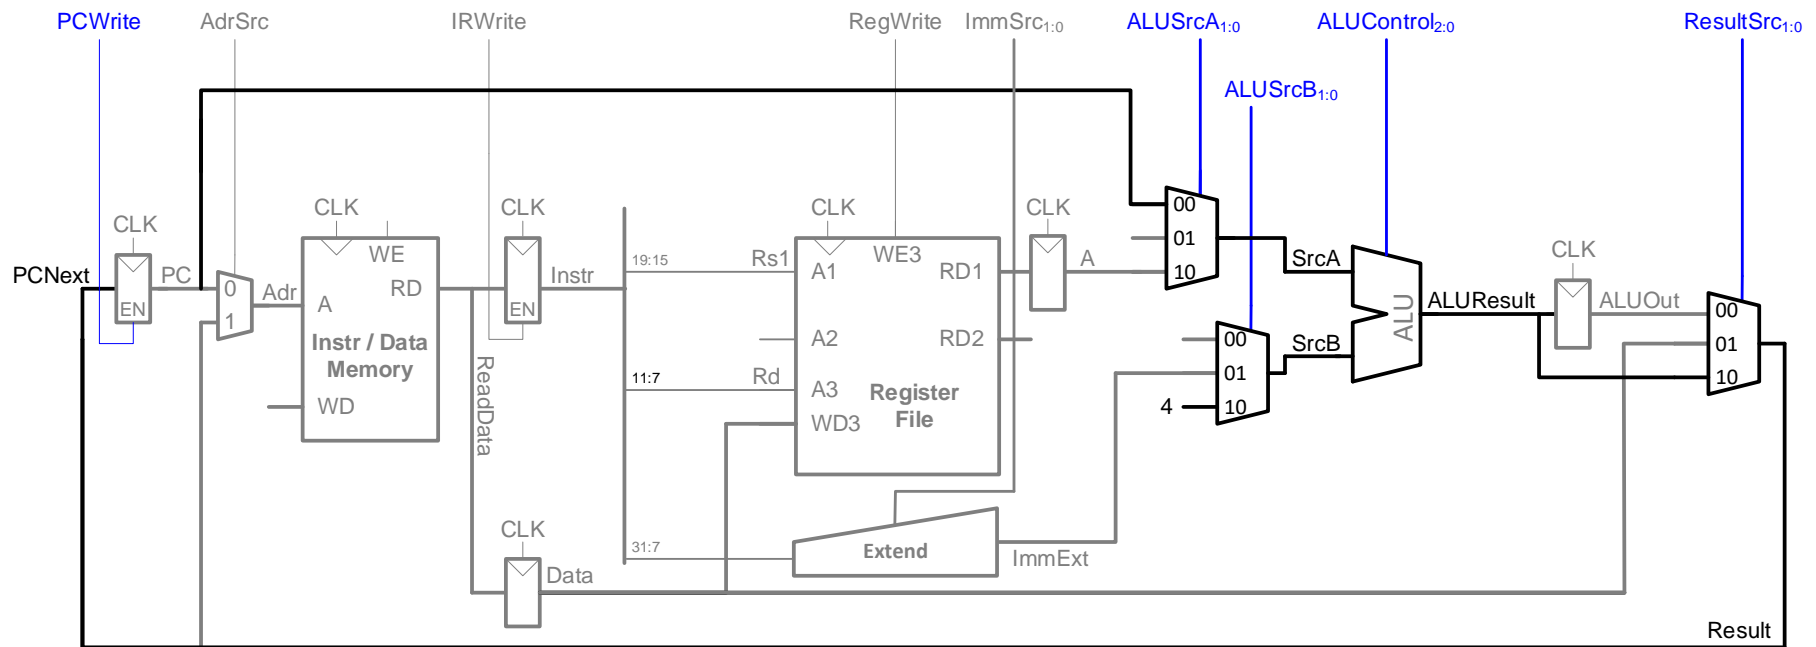 PCWrite AdrSrc IRWrite RegWrite ImmSrc1:0 ALUSrcA1:0 ALUControl2:0 ResultSrc1:0
ALUSrcB1:0
CLK CLK CLK CLK CLK 00
WE 19:15 Rs1 WE3 01 CLK
PCNext PC 0 Adr A RD Instr A1 RD1 A 10 SrcA
EN 1 EN ALU ALUResult ALUOut 00
Instr / Data A2 RD2 00 SrcB 01
Memory 11:7 Rd A3 Register 01 10
WD ReadData WD3 File 4 10
CLK 31:7 Extend ImmExt
Data
Result